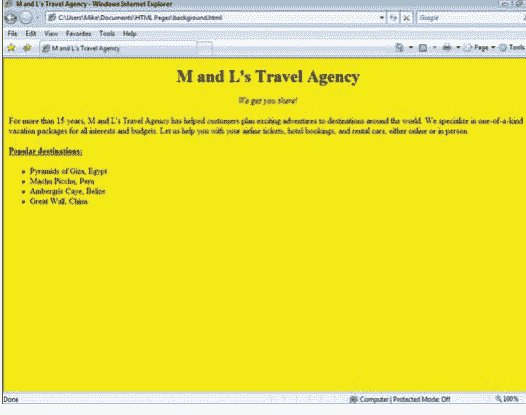 M and L's Travel Agency - Windows Internet Explorer
C:\Users\Mike\Documents\HTML Pages\background.html
Google
File Edit View Favorites Tools Help
M and L's Travel Agency
Page Tools
M and L's Travel Agency
We get you there!
For more than 15 years, M and L's Travel Agency has helped customers plan exciting adventures to destinations around the world. We specialize in one-of-a-kind
vacation packages for all interests and budgets. Let us help you with your airline tickets, hotel bookings, and rental cars, either online or in person.
Popular destinations:
Pyramids of Giza, Egypt
Machu Picchu, Peru
Ambergris Caye, Belize
Great Wall, China
Done
Computer | Protected Mode: Off
100%